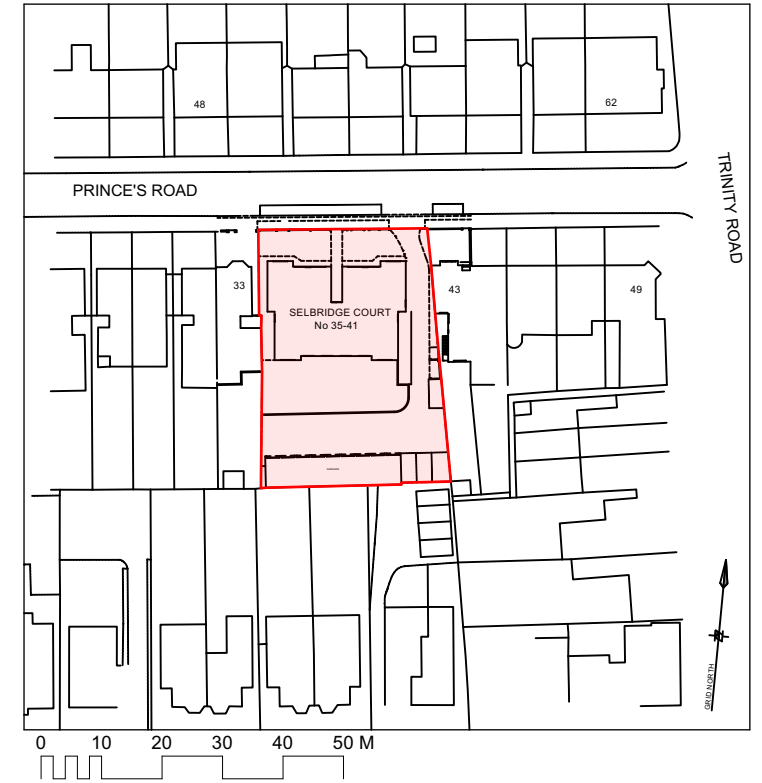 48
62
PRINCE'S ROAD
TRINITY ROAD
33
43
49
SELBRIDGE COURT
No 35-41
GRID NORTH
0 10 20 30 40 50 M